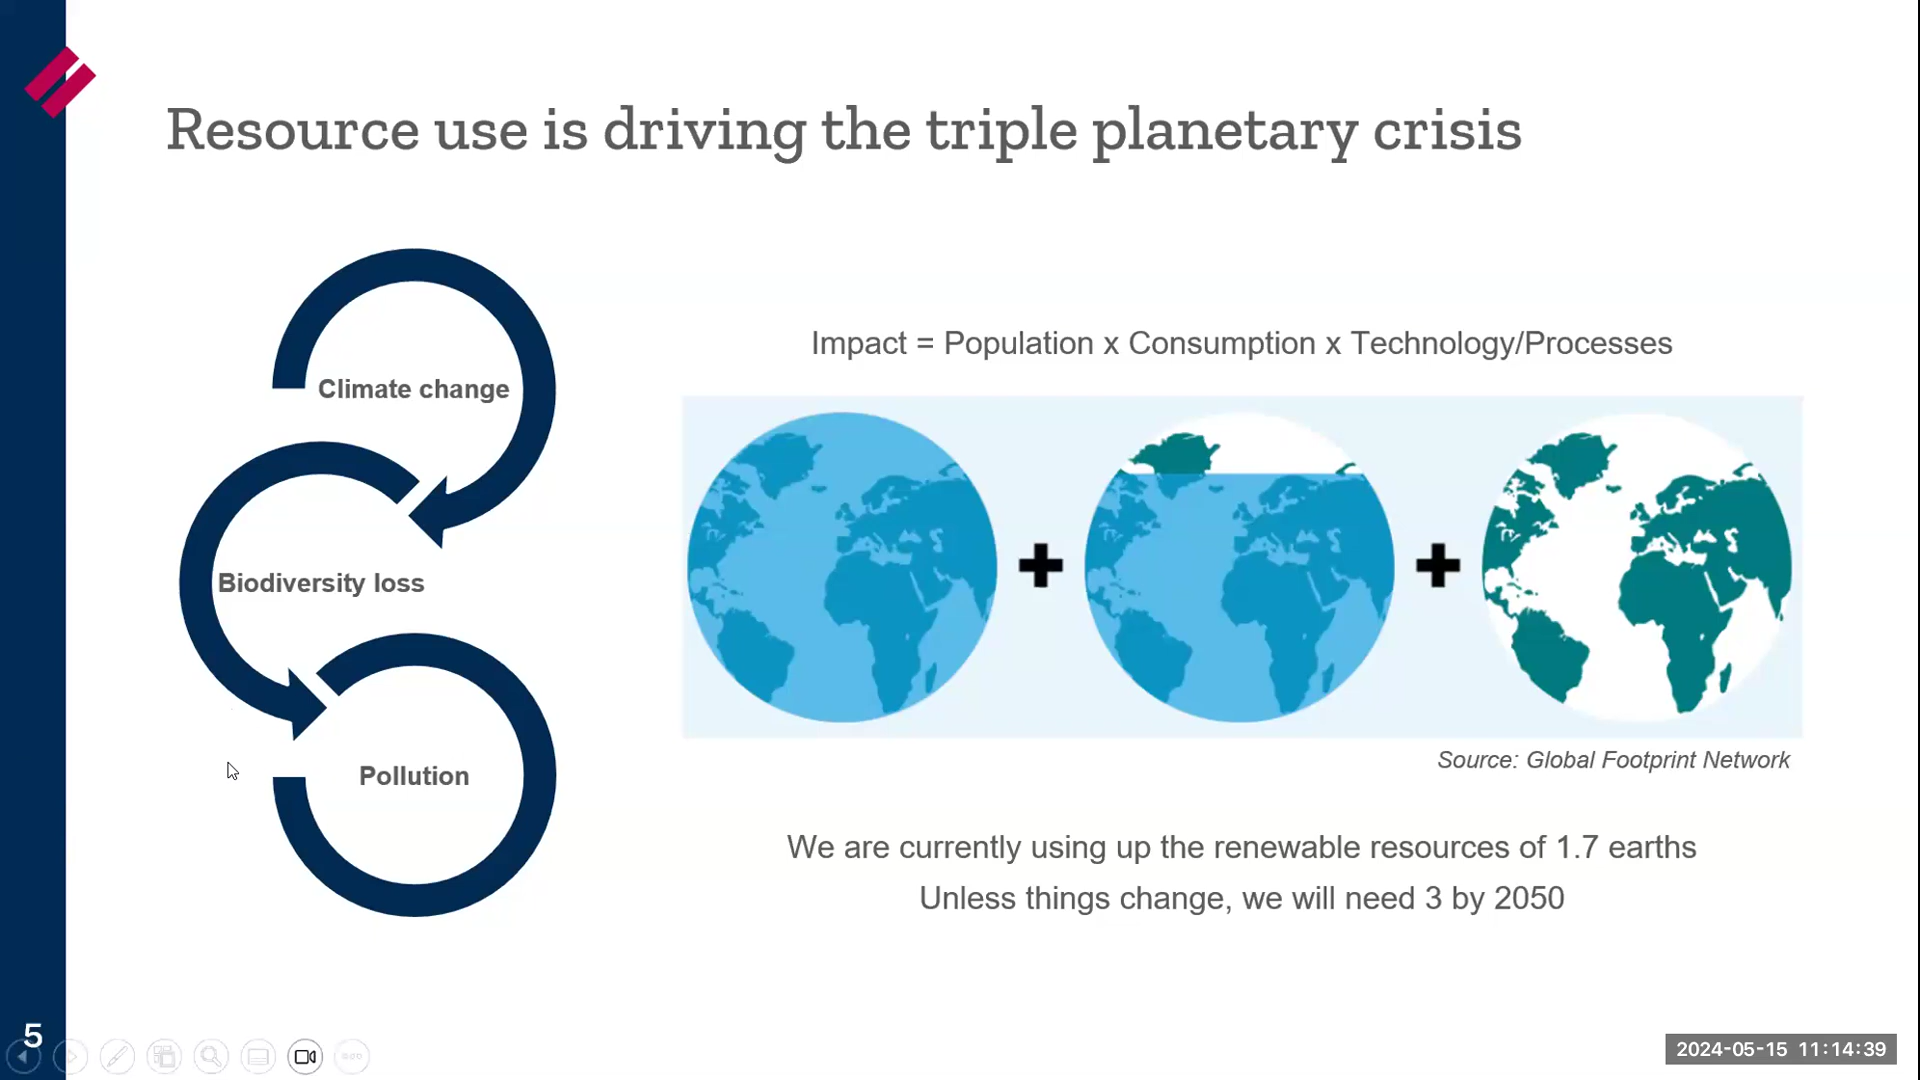 Resource use is driving the triple planetary crisis
Climate change
Biodiversity loss
Pollution
Impact = Population x Consumption x Technology/Processes
Source: Global Footprint Network
We are currently using up the renewable resources of 1.7 earths
Unless things change, we will need 3 by 2050
5
2024-05-15 11:14:39